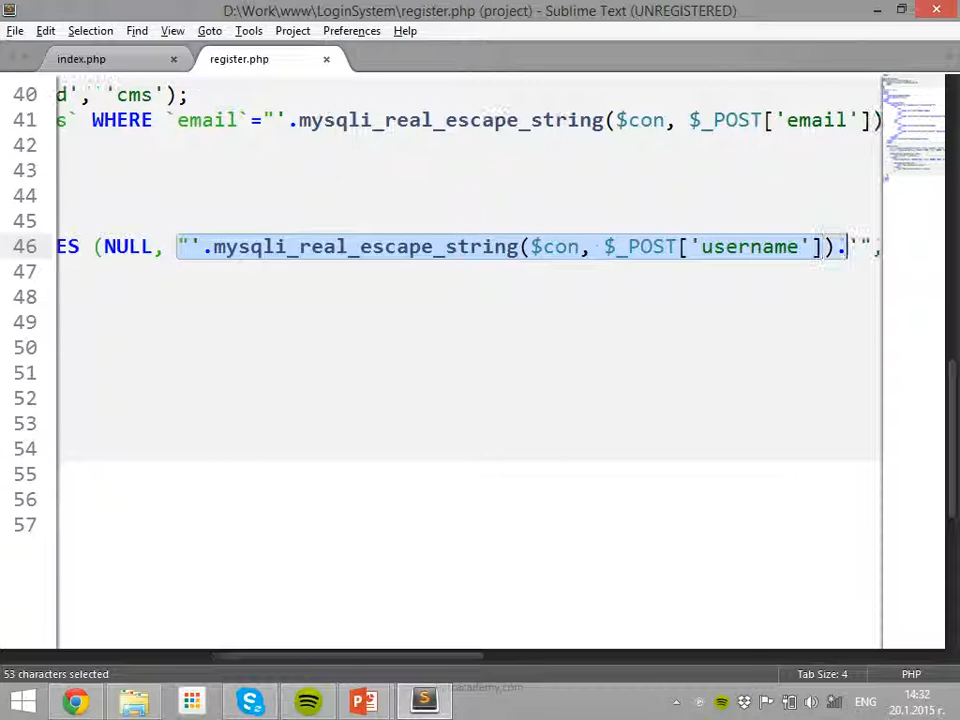 D:\Work\www\LoginSystem\register.php (project) - Sublime Text (UNREGISTERED)
File Edit Selection Find View Goto Tools Project Preferences Help
index.php × register.php ×
40 d', 'cms');
41 s` WHERE `email`="'.mysqli_real_escape_string($con, $_POST['email'])
42
43
44
45
46 ES (NULL, "'.mysqli_real_escape_string($con, $_POST['username']).'",
47
48
49
50
51
52
53
54
55
56
57
53 characters selected Tab Size: 4 PHP
academy.com
ENG 14:32
20.1.2015 г.